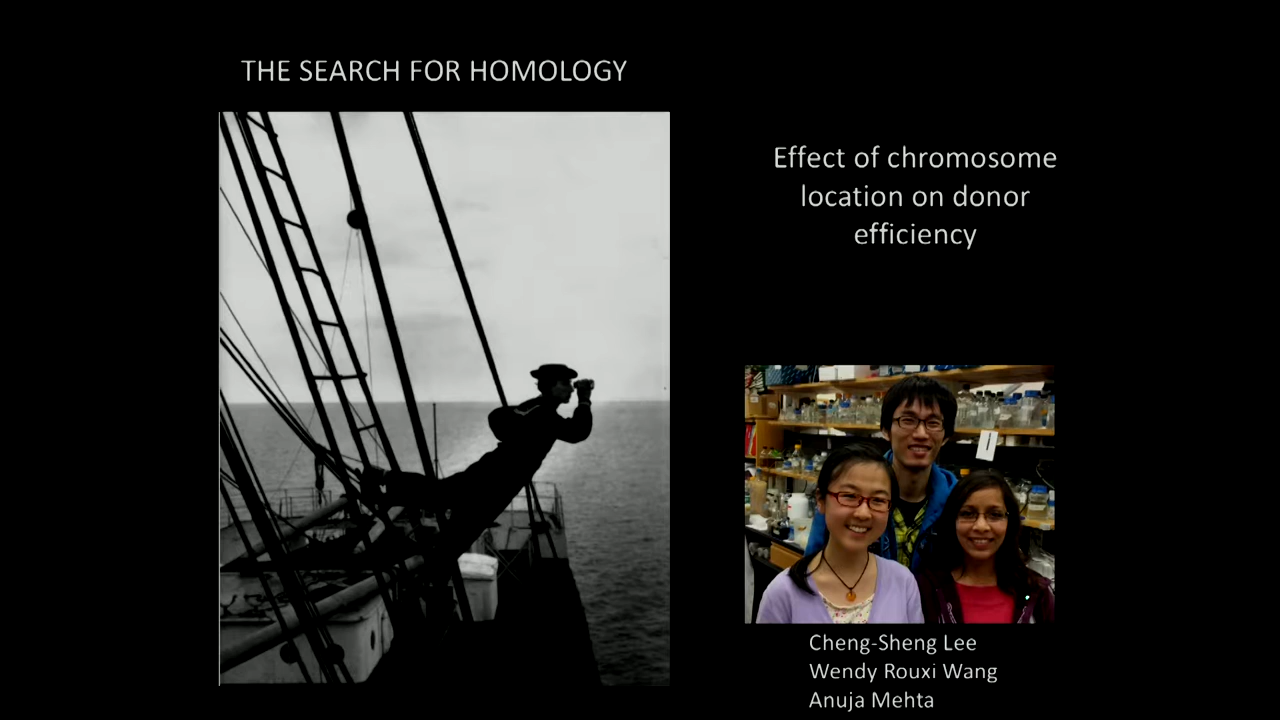 THE SEARCH FOR HOMOLOGY
Effect of chromosome
location on donor
efficiency
Cheng-Sheng Lee
Wendy Rouxi Wang
Anuja Mehta